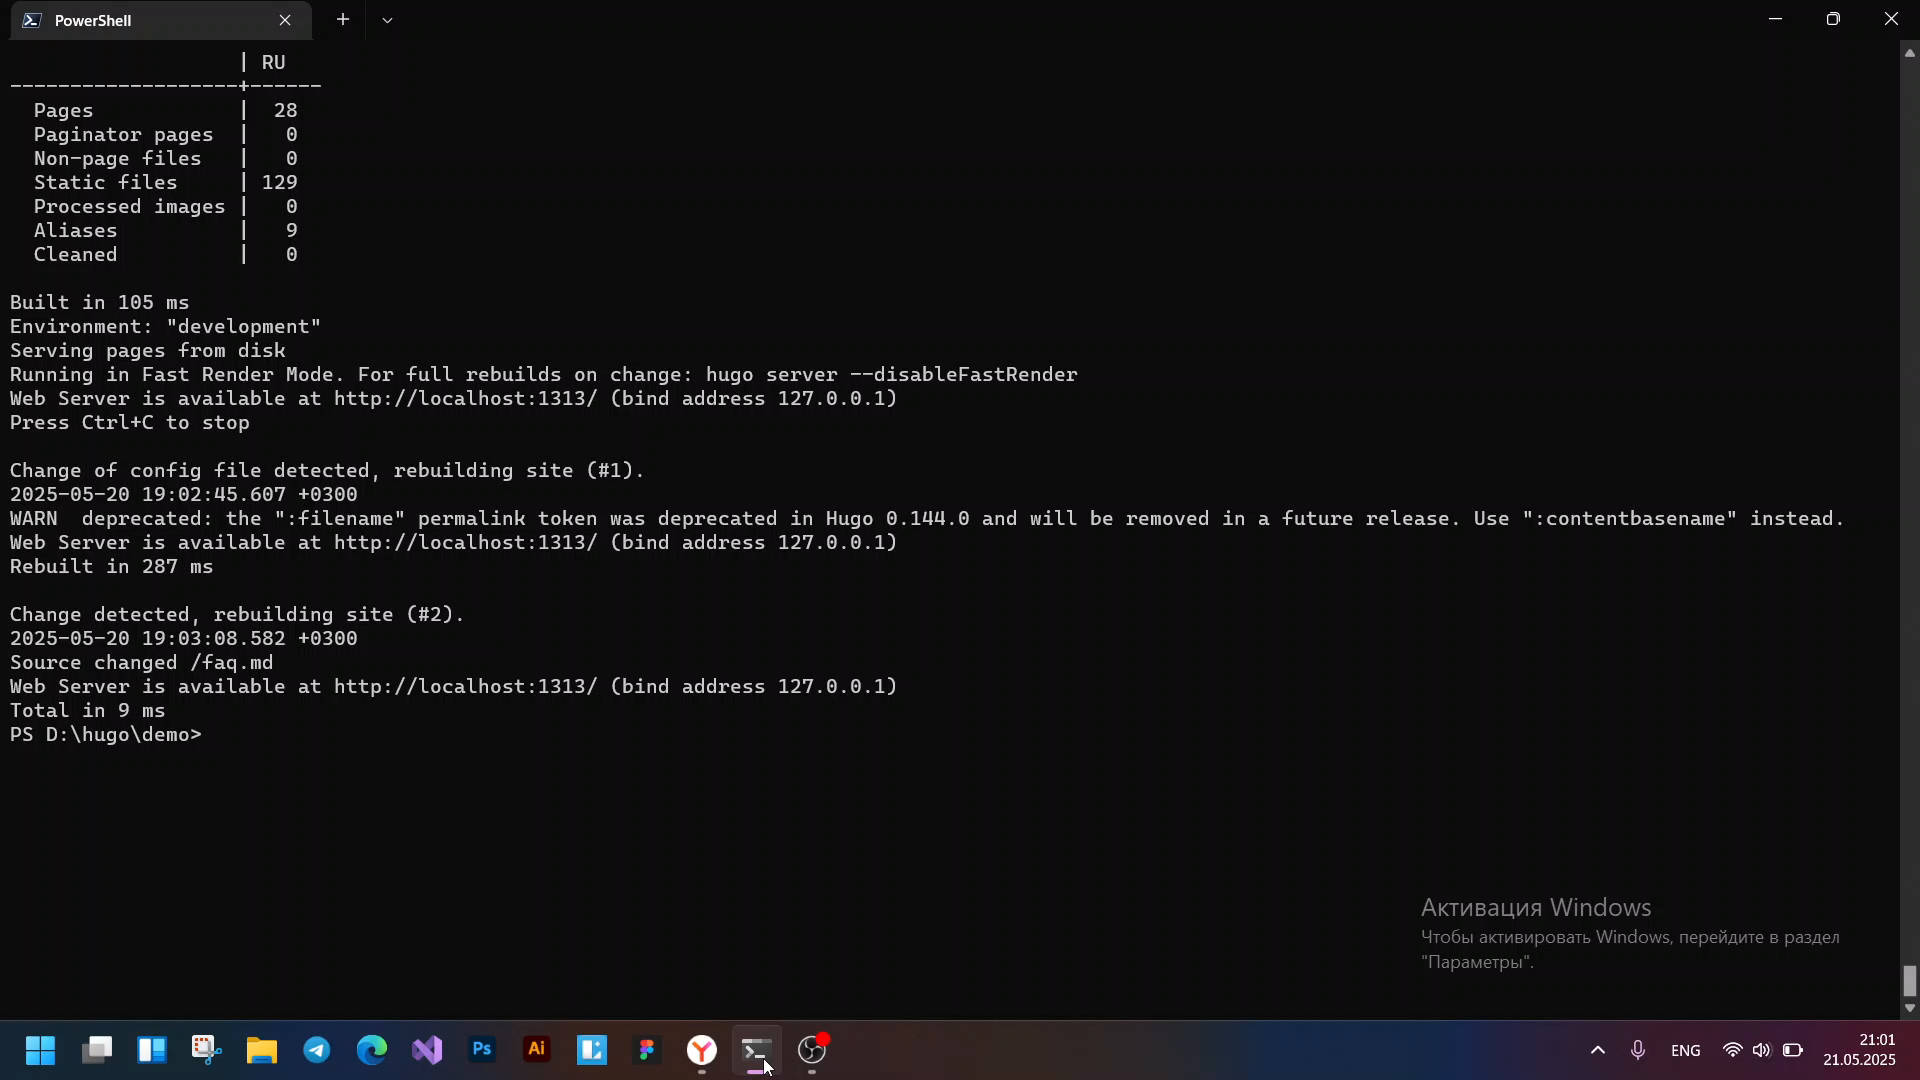 PowerShell
| RU
-------------------+------
Pages | 28
Paginator pages | 0
Non-page files | 0
Static files | 129
Processed images | 0
Aliases | 9
Cleaned | 0
Built in 105 ms
Environment: "development"
Serving pages from disk
Running in Fast Render Mode. For full rebuilds on change: hugo server --disableFastRender
Web Server is available at http://localhost:1313/ (bind address 127.0.0.1)
Press Ctrl+C to stop
Change of config file detected, rebuilding site (#1).
2025-05-20 19:02:45.607 +0300
WARN  deprecated: the ":filename" permalink token was deprecated in Hugo 0.144.0 and will be removed in a future release. Use ":contentbasename" instead.
Web Server is available at http://localhost:1313/ (bind address 127.0.0.1)
Rebuilt in 287 ms
Change detected, rebuilding site (#2).
2025-05-20 19:03:08.582 +0300
Source changed /faq.md
Web Server is available at http://localhost:1313/ (bind address 127.0.0.1)
Total in 9 ms
PS D:\hugo\demo>
Активация Windows
Чтобы активировать Windows, перейдите в раздел
"Параметры".
Ps
Ai
ENG
21:01
21.05.2025